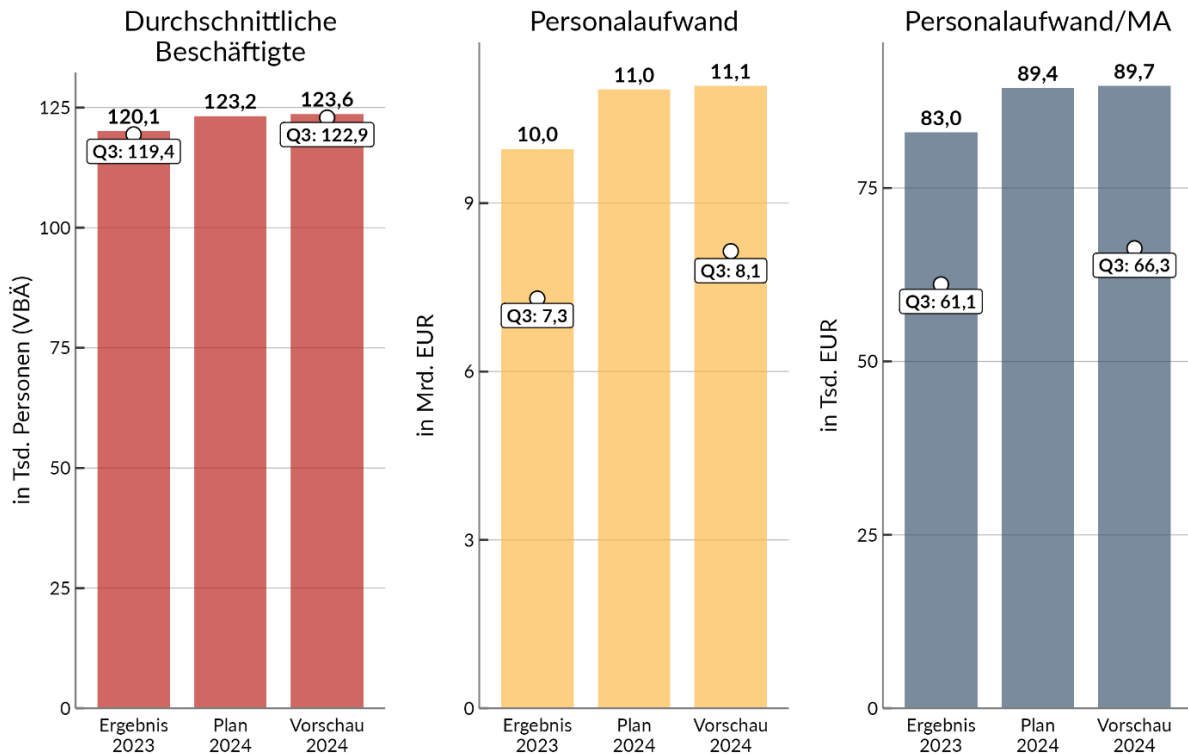 Durchschnittliche
Beschäftigte
in Tsd. Personen (VBÄ)
125
100
75
50
25
0
120,1
123,2
123,6
Q3: 119,4
Q3: 122,9
Ergebnis
2023
Plan
2024
Vorschau
2024
Personalaufwand
in Mrd. EUR
9
6
3
0
10,0
11,0
11,1
Q3: 7,3
Q3: 8,1
Ergebnis
2023
Plan
2024
Vorschau
2024
Personalaufwand/MA
in Tsd. EUR
75
50
25
0
83,0
89,4
89,7
Q3: 61,1
Q3: 66,3
Ergebnis
2023
Plan
2024
Vorschau
2024